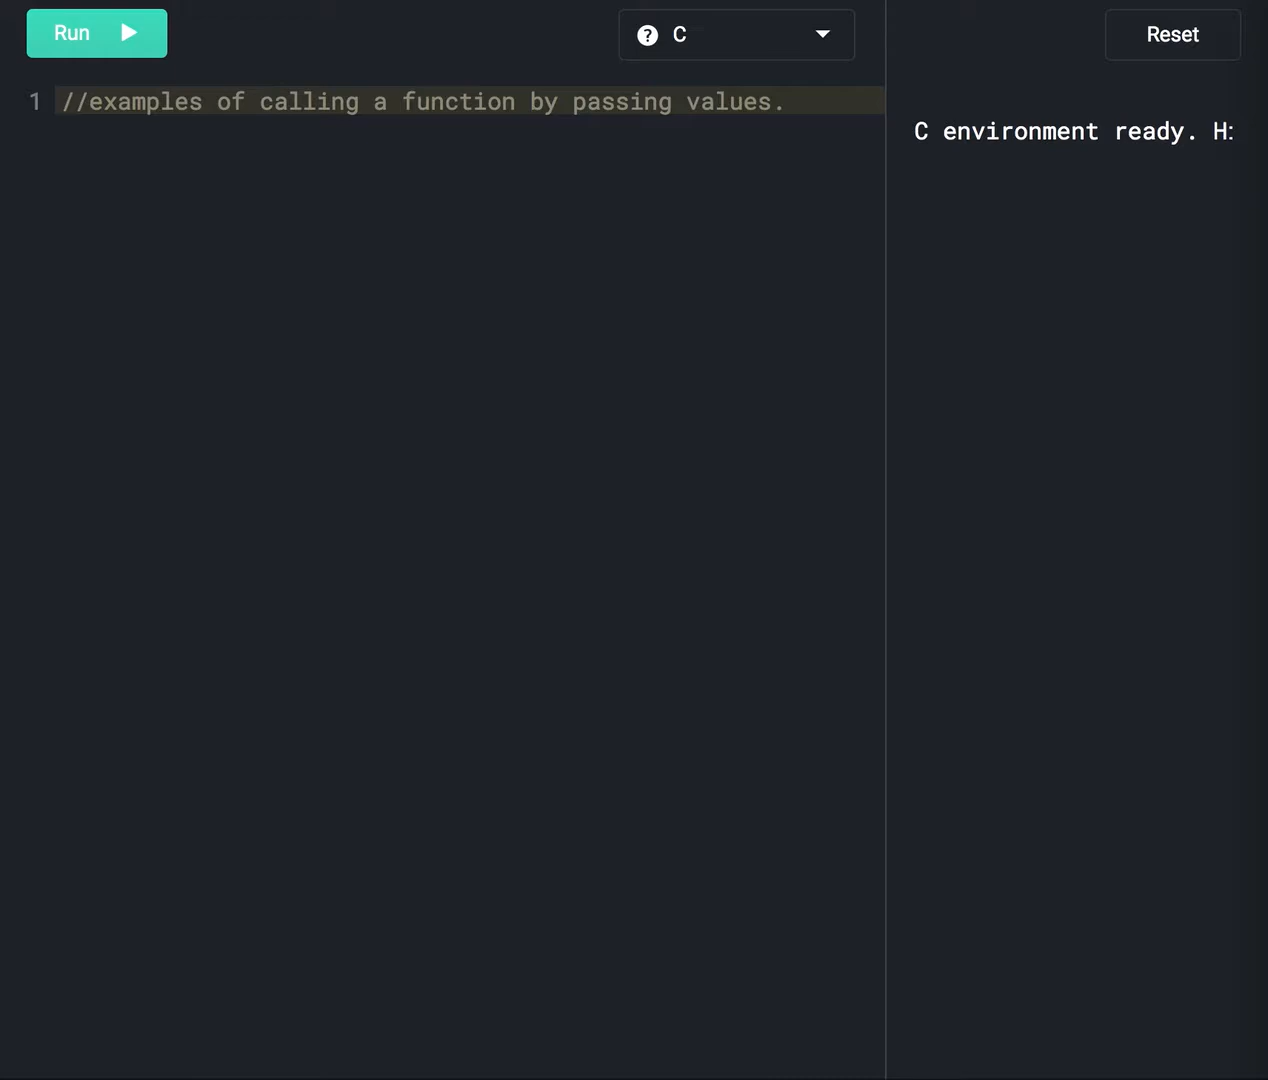 Run
C
Reset
1 //examples of calling a function by passing values.
C environment ready. H: